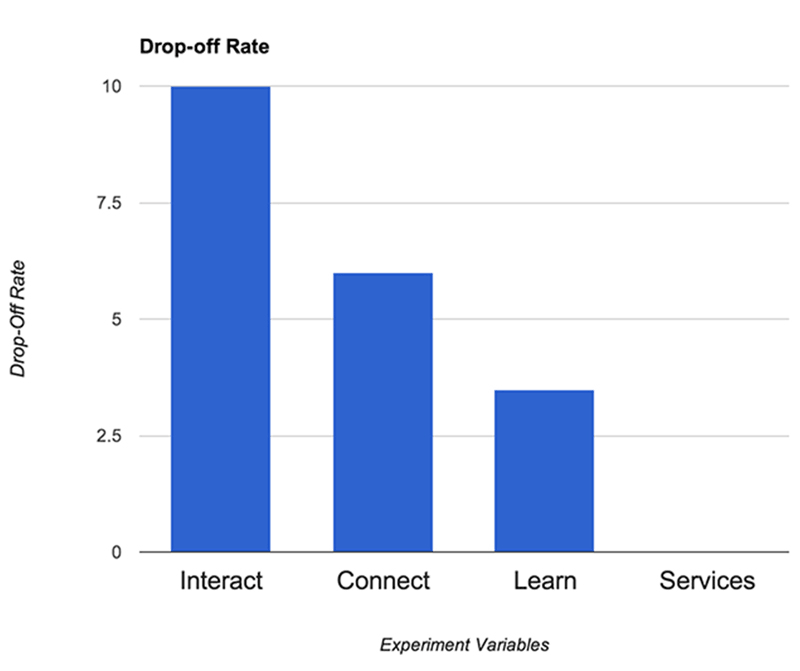 Drop-off Rate
10
7.5
5
2.5
0
Drop-Off Rate
Interact Connect Learn Services
Experiment Variables